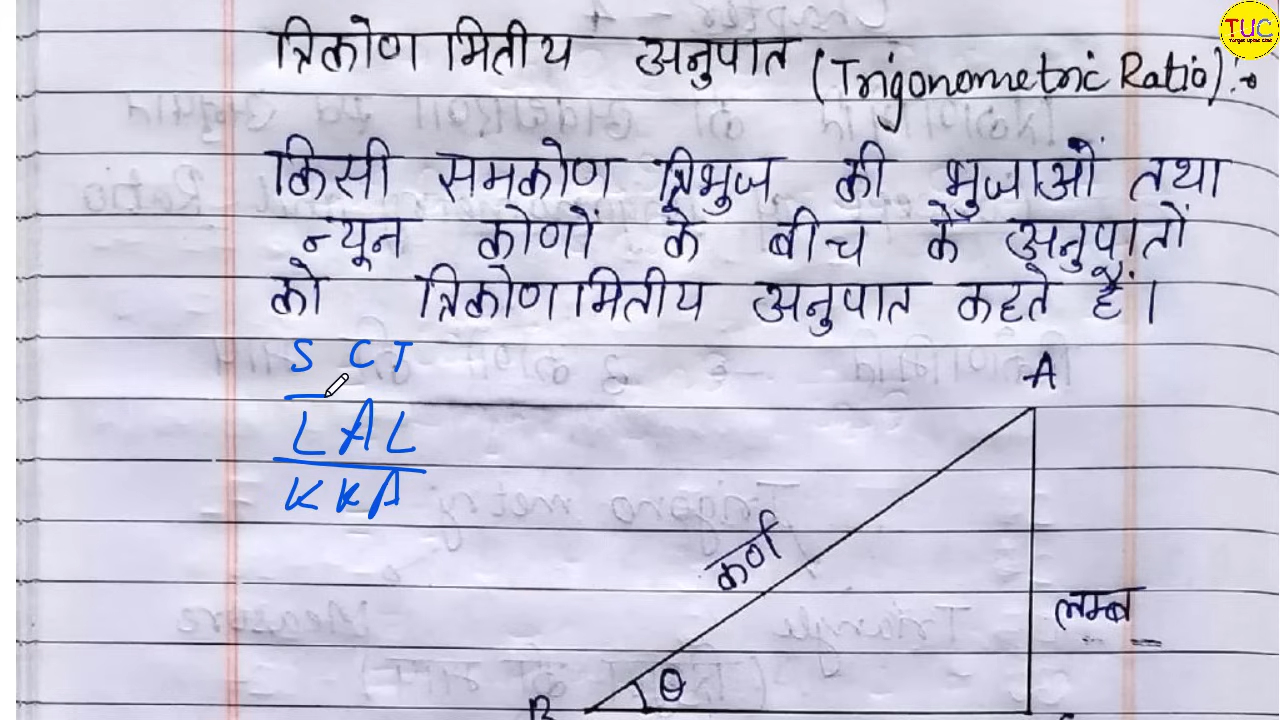 त्रिकोणमितीय अनुपात (Trigonometric Ratio):→
किसी समकोण त्रिभुज की भुजाओं तथा
न्यून कोणों के बीच के अनुपातों
को त्रिकोणमितीय अनुपात कहते हैं।
S C T
L A L
K K A
A
कर्ण
लम्ब
θ
B
TUC